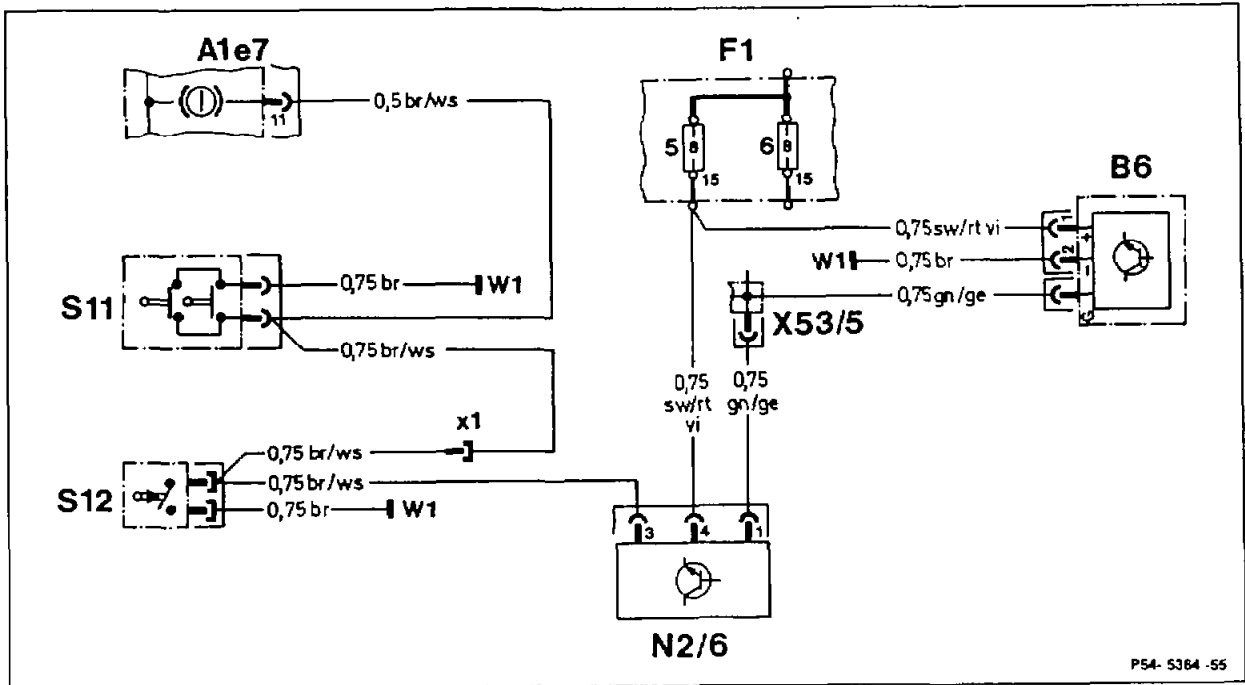 A1e7
F1
11
0,5 br/ws
5
8
6
8
15
15
B6
0,75 sw/rt vi
1
+
W1
0,75 br
2
–
0,75 gn/ge
G
S11
0,75 br
W1
0,75 br/ws
X53/5
0,75
sw/rt
vi
0,75
gn/ge
x1
0,75 br/ws
0,75 br/ws
S12
0,75 br
W1
3
4
1
N2/6
P54- 5364 -55